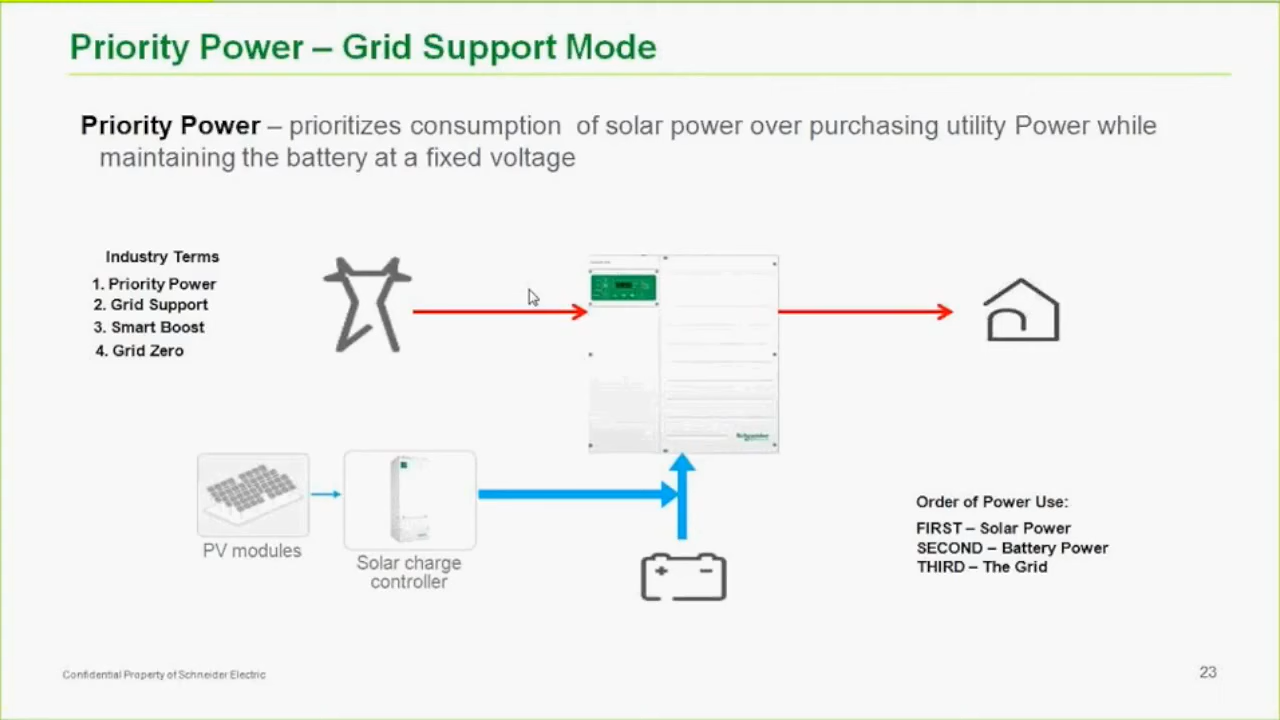 Priority Power – Grid Support Mode
Priority Power – prioritizes consumption of solar power over purchasing utility Power while
maintaining the battery at a fixed voltage
Industry Terms
1. Priority Power
2. Grid Support
3. Smart Boost
4. Grid Zero
Schneider
PV modules
Solar charge
controller
Order of Power Use:
FIRST – Solar Power
SECOND – Battery Power
THIRD – The Grid
Confidential Property of Schneider Electric
23